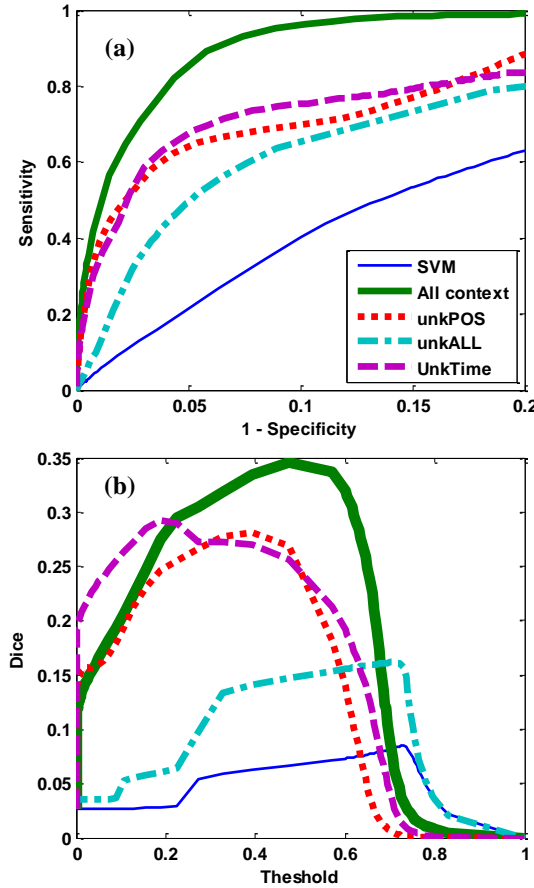 (a)
1
0.8
0.6
0.4
0.2
0
Sensitivity
SVM
All context
unkPOS
unkALL
UnkTime
0 0.05 0.1 0.15 0.2
1 - Specificity
(b)
0.35
0.3
0.25
0.2
0.15
0.1
0.05
0
Dice
0 0.2 0.4 0.6 0.8 1
Theshold